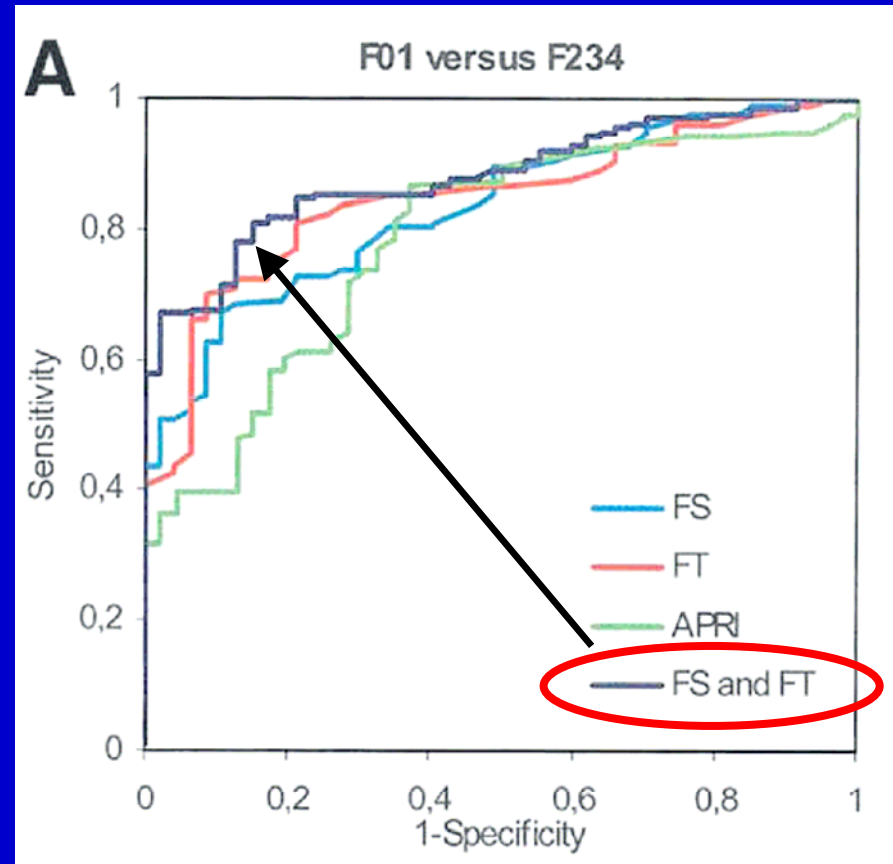 A
F01 versus F234
1
0,8
0,6
0,4
0,2
0
Sensitivity
FS
FT
APRI
FS and FT
0 0,2 0,4 0,6 0,8 1
1-Specificity